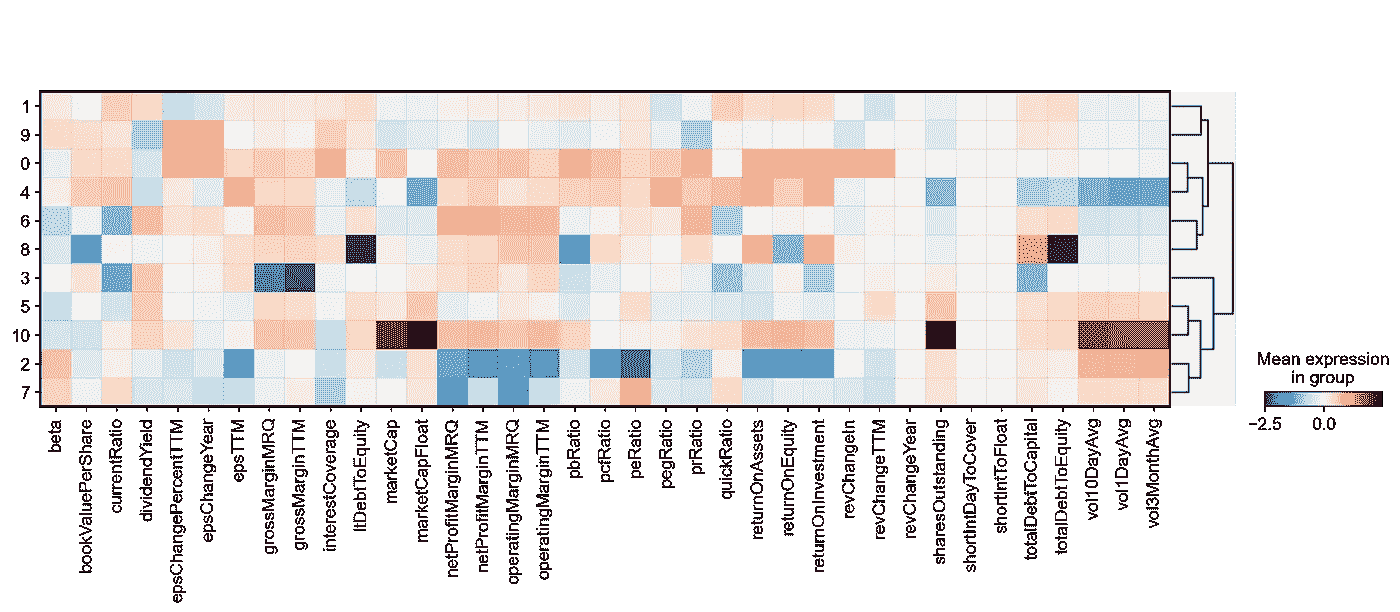 1
9
0
4
6
8
3
5
10
2
7
beta
bookValuePerShare
currentRatio
dividendYield
epsChangePercentTTM
epsChangeYear
epsTTM
grossMarginMRQ
grossMarginTTM
interestCoverage
ltDebtToEquity
marketCap
marketCapFloat
netProfitMarginMRQ
netProfitMarginTTM
operatingMarginMRQ
operatingMarginTTM
pbRatio
pcfRatio
peRatio
pegRatio
prRatio
quickRatio
returnOnAssets
returnOnEquity
returnOnInvestment
revChangeIn
revChangeTTM
revChangeYear
sharesOutstanding
shortIntDayToCover
shortIntToFloat
totalDebtToCapital
totalDebtToEquity
vol10DayAvg
vol1DayAvg
vol3MonthAvg
Mean expression
in group
−2.5 0.0